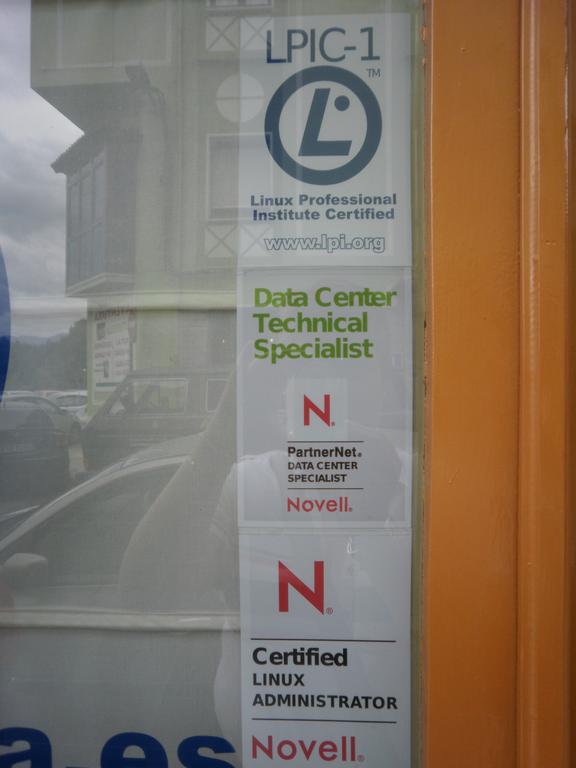 LPIC-1
TM
L
Linux Professional
Institute Certified
www.lpi.org
Data Center
Technical
Specialist
N®
PartnerNet®
DATA CENTER
SPECIALIST
Novell®
N®
Certified
LINUX
ADMINISTRATOR
Novell®
a.es